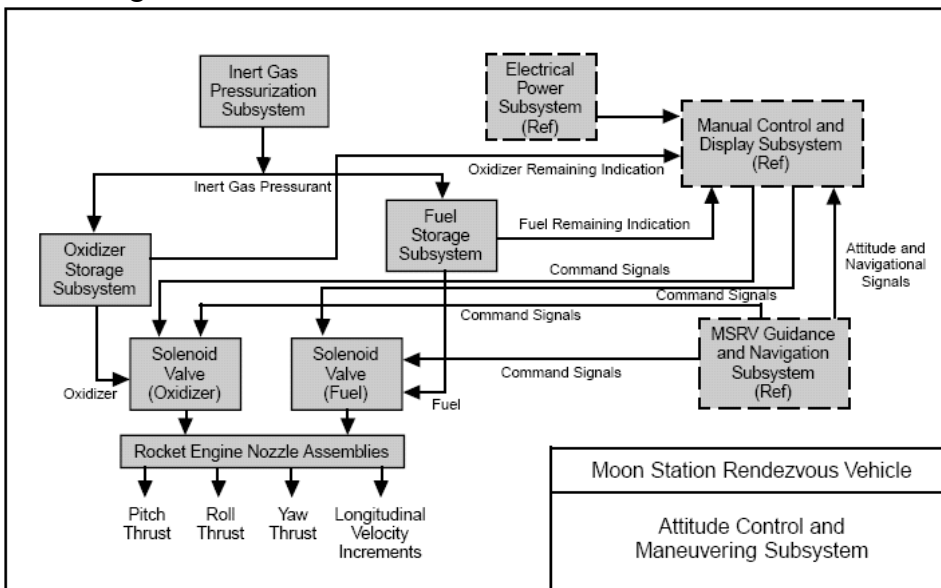 Inert Gas
Pressurization
Subsystem
Electrical
Power
Subsystem
(Ref)
Manual Control and
Display Subsystem
(Ref)
Oxidizer Remaining Indication
Inert Gas Pressurant
Fuel
Storage
Subsystem
Fuel Remaining Indication
Oxidizer
Storage
Subsystem
Attitude and
Navigational
Signals
Command Signals
Command Signals
Command Signals
Solenoid
Valve
(Oxidizer)
Solenoid
Valve
(Fuel)
MSRV Guidance
and Navigation
Subsystem
(Ref)
Command Signals
Oxidizer
Fuel
Rocket Engine Nozzle Assemblies
Pitch
Thrust
Roll
Thrust
Yaw
Thrust
Longitudinal
Velocity
Increments
Moon Station Rendezvous Vehicle
Attitude Control and
Maneuvering Subsystem